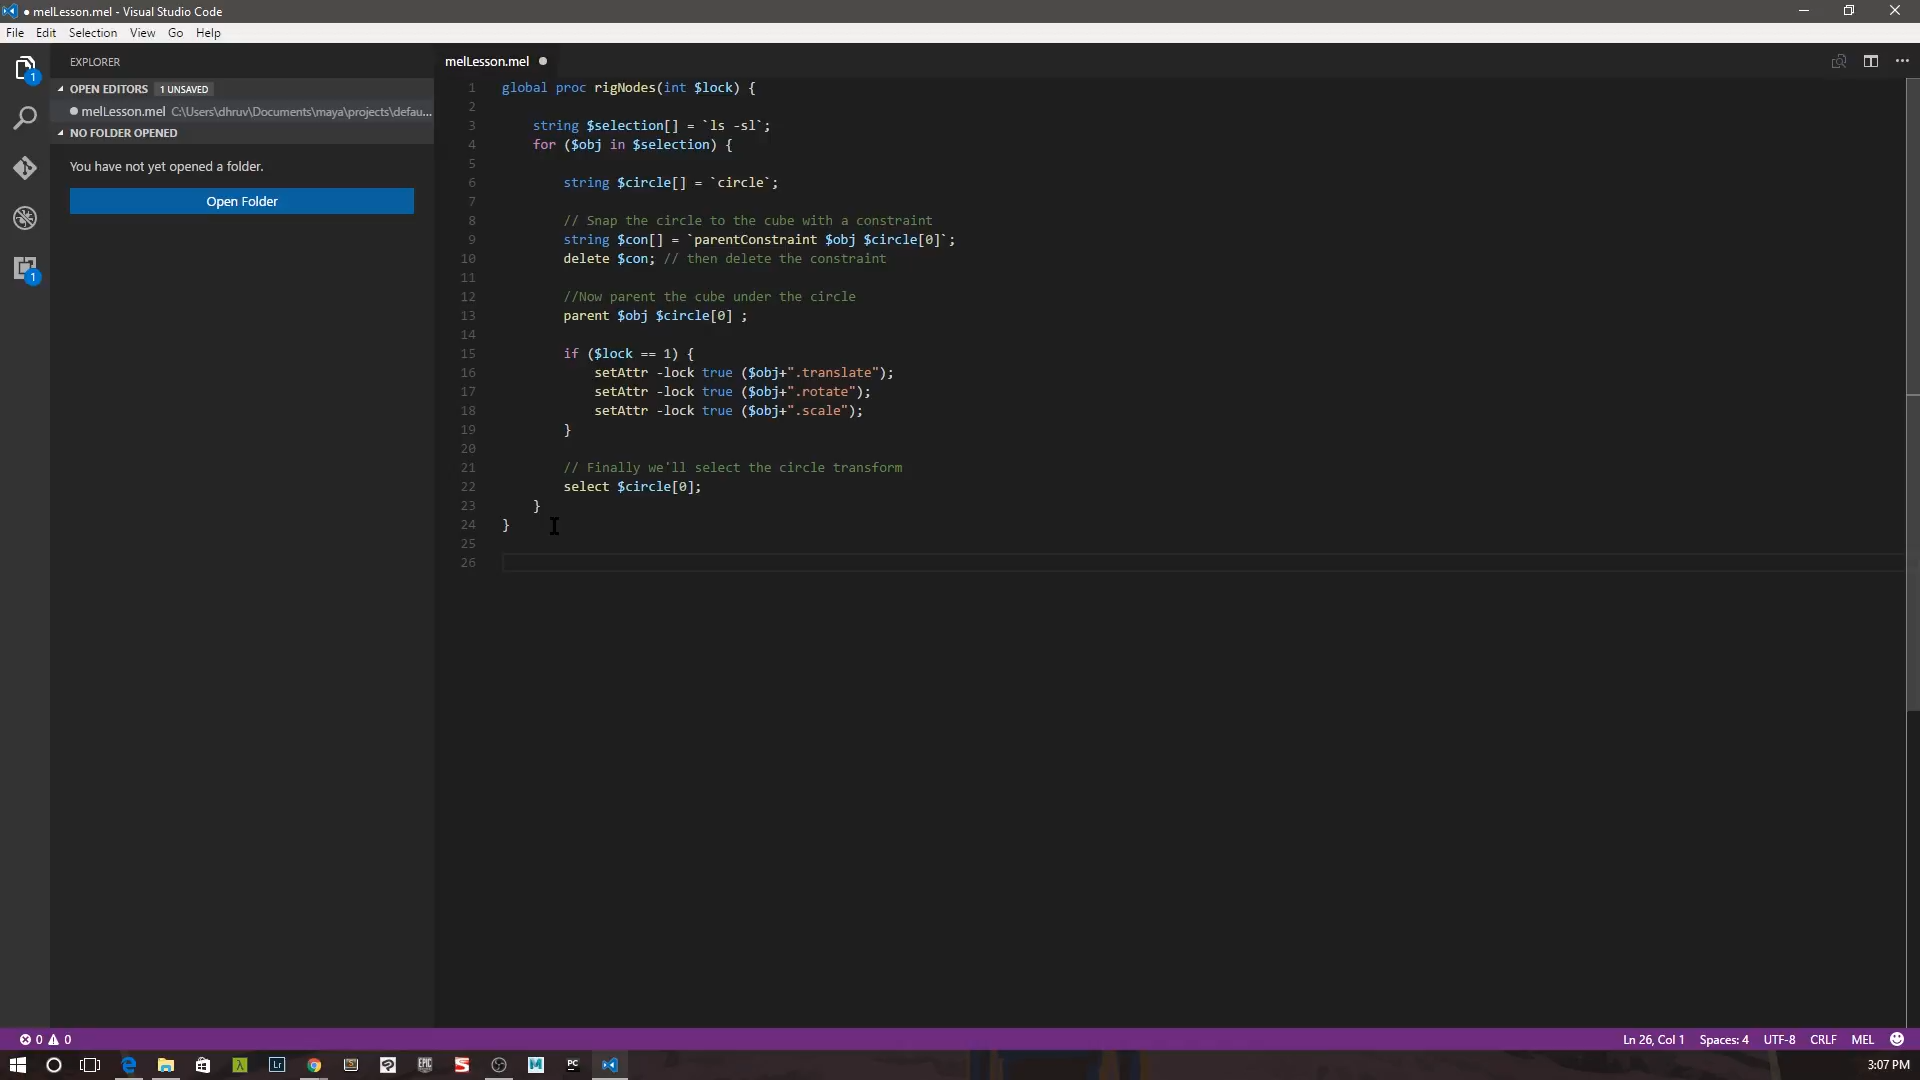 ● melLesson.mel - Visual Studio Code
File Edit Selection View Go Help
EXPLORER
OPEN EDITORS 1 UNSAVED
melLesson.mel C:\Users\dhruv\Documents\maya\projects\defau...
NO FOLDER OPENED
You have not yet opened a folder.
Open Folder
1
1
melLesson.mel
1 global proc rigNodes(int $lock) {
2
3 string $selection[] = `ls -sl`;
4 for ($obj in $selection) {
5
6 string $circle[] = `circle`;
7
8 // Snap the circle to the cube with a constraint
9 string $con[] = `parentConstraint $obj $circle[0]`;
10 delete $con; // then delete the constraint
11
12 //Now parent the cube under the circle
13 parent $obj $circle[0] ;
14
15 if ($lock == 1) {
16 setAttr -lock true ($obj+".translate");
17 setAttr -lock true ($obj+".rotate");
18 setAttr -lock true ($obj+".scale");
19 }
20
21 // Finally we'll select the circle transform
22 select $circle[0];
23 }
24 }
25
26
0 0
Ln 26, Col 1 Spaces: 4 UTF-8 CRLF MEL
Lr EPIC S M PC
3:07 PM